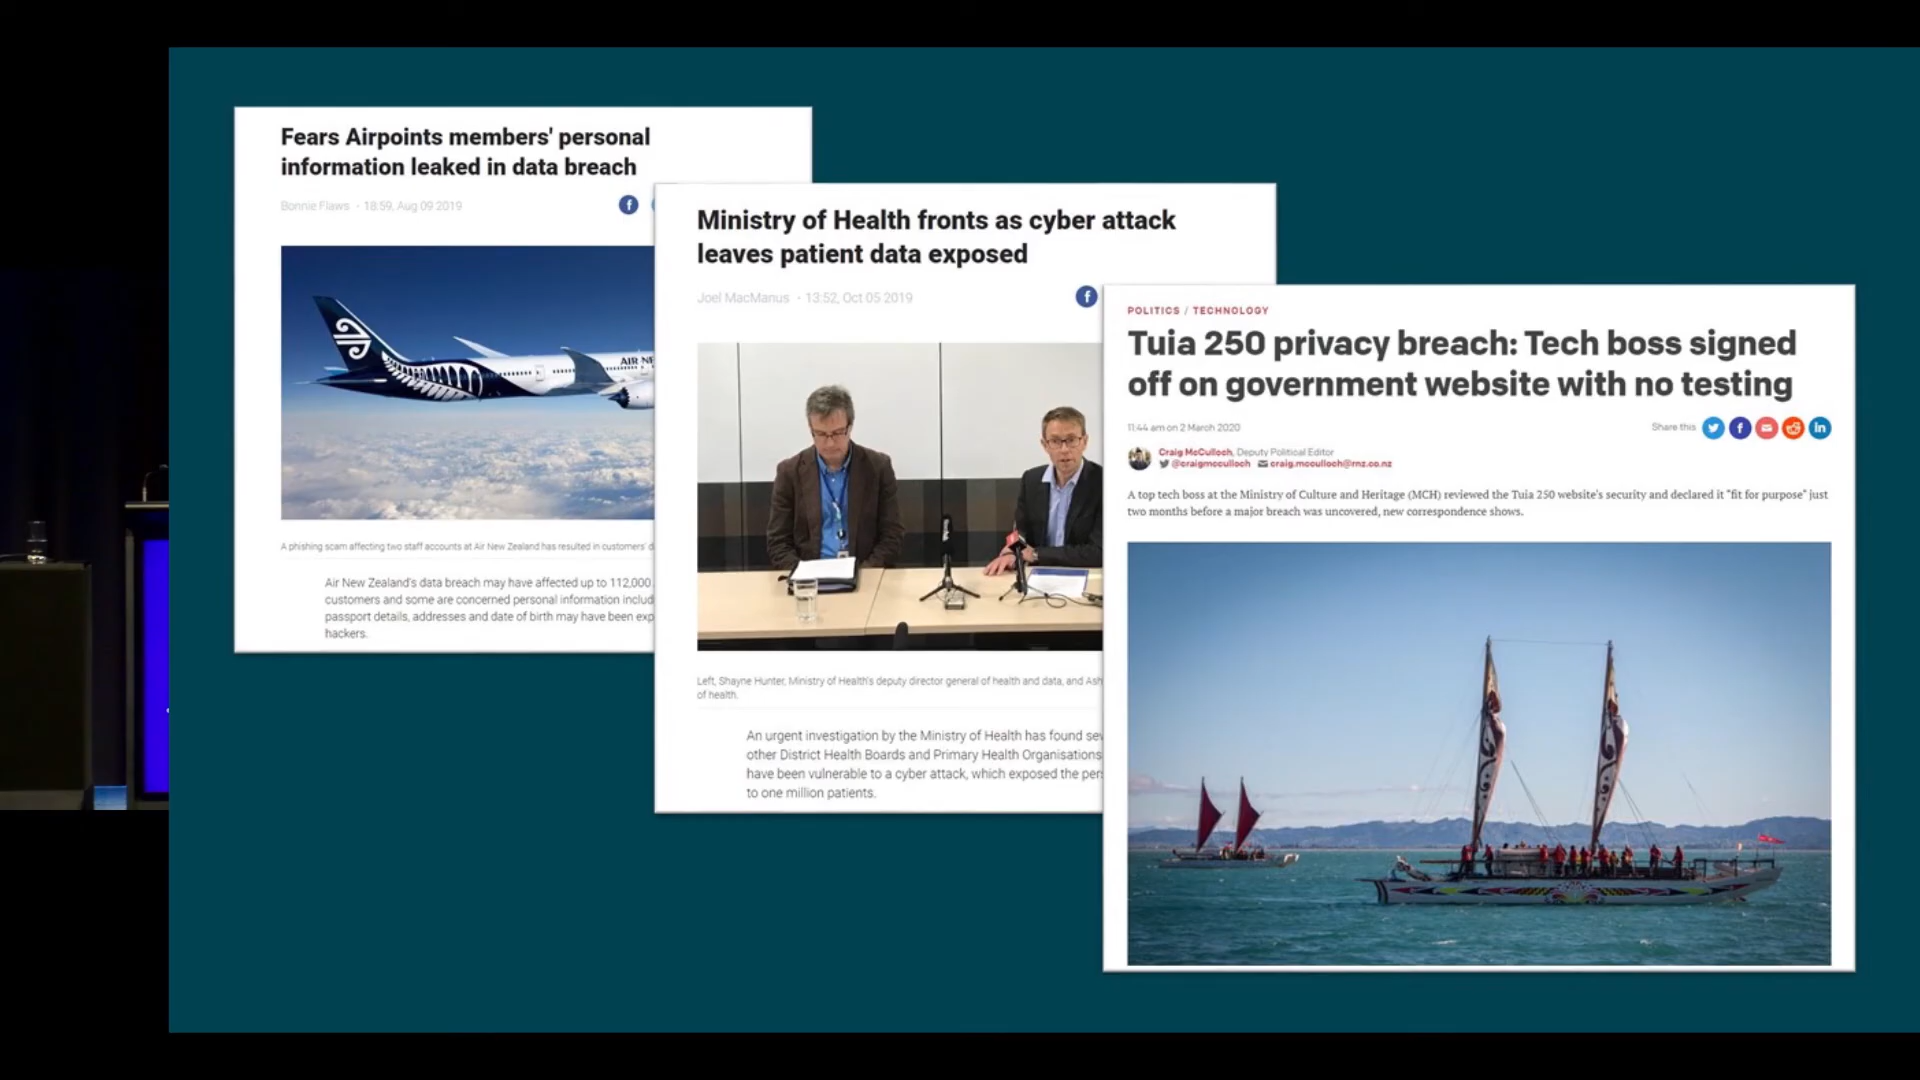 Fears Airpoints members' personal
information leaked in data breach
Bonnie Flaws • 18:59, Aug 09 2019
AIR NE
A phishing scam affecting two staff accounts at Air New Zealand has resulted in customers'
Air New Zealand's data breach may have affected up to 112,000
customers and some are concerned personal information includ
passport details, addresses and date of birth may have been exp
hackers.
Ministry of Health fronts as cyber attack
leaves patient data exposed
Joel MacManus • 13:52, Oct 05 2019
Left, Shayne Hunter, Ministry of Health's deputy director general of health and data, and Ash
of health.
An urgent investigation by the Ministry of Health has found sev
other District Health Boards and Primary Health Organisations
have been vulnerable to a cyber attack, which exposed the per
to one million patients.
POLITICS / TECHNOLOGY
Tuia 250 privacy breach: Tech boss signed
off on government website with no testing
11:44 am on 2 March 2020
Share this
Craig McCulloch, Deputy Political Editor
@craigmcculloch craig.mcculloch@rnz.co.nz
A top tech boss at the Ministry of Culture and Heritage (MCH) reviewed the Tuia 250 website's security and declared it "fit for purpose" just
two months before a major breach was uncovered, new correspondence shows.